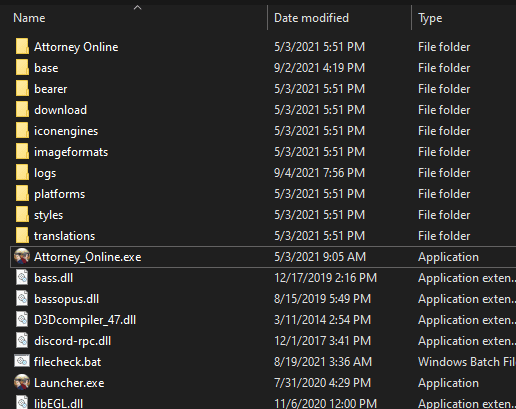 Name Date modified Type
Attorney Online 5/3/2021 5:51 PM File folder
base 9/2/2021 4:19 PM File folder
bearer 5/3/2021 5:51 PM File folder
download 5/3/2021 5:51 PM File folder
iconengines 5/3/2021 5:51 PM File folder
imageformats 5/3/2021 5:51 PM File folder
logs 9/4/2021 7:56 PM File folder
platforms 5/3/2021 5:51 PM File folder
styles 5/3/2021 5:51 PM File folder
translations 5/3/2021 5:51 PM File folder
Attorney_Online.exe 5/3/2021 9:05 AM Application
bass.dll 12/17/2019 2:16 PM Application exten...
bassopus.dll 8/15/2019 5:49 PM Application exten...
D3Dcompiler_47.dll 3/11/2014 2:54 PM Application exten...
discord-rpc.dll 12/1/2017 3:41 PM Application exten...
filecheck.bat 8/19/2021 3:36 AM Windows Batch File
Launcher.exe 7/31/2020 4:29 PM Application
libEGL.dll 11/6/2020 12:00 PM Application exten...